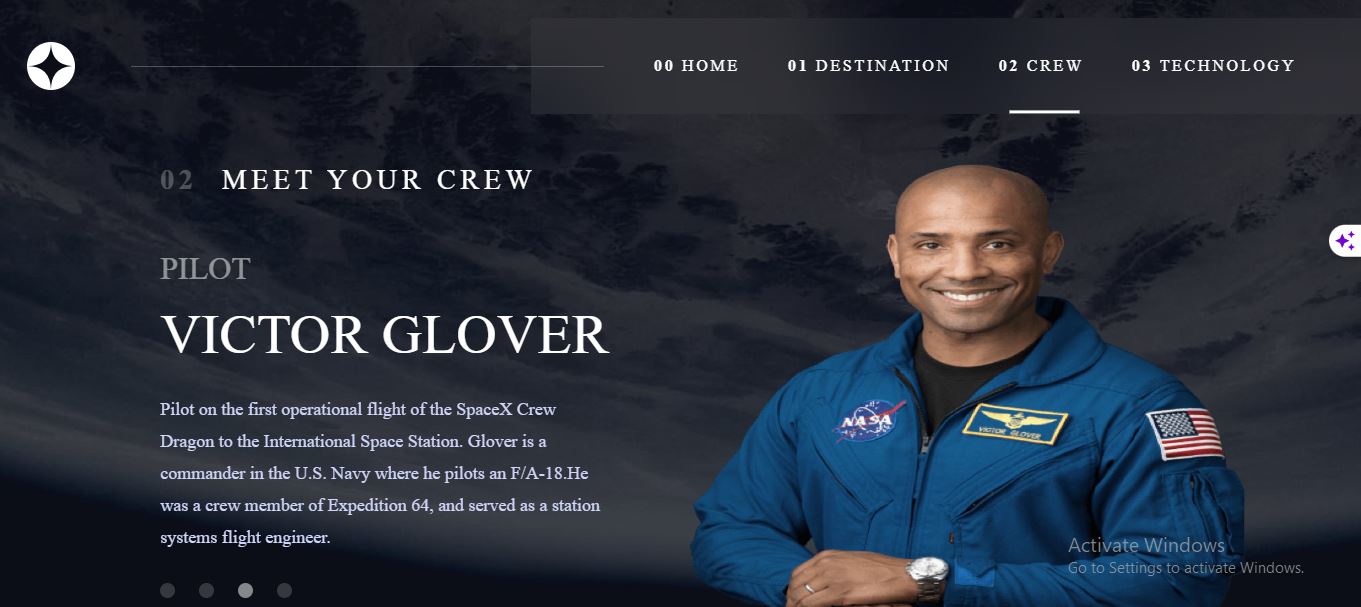 00 HOME 01 DESTINATION 02 CREW 03 TECHNOLOGY
02 MEET YOUR CREW
PILOT
VICTOR GLOVER
Pilot on the first operational flight of the SpaceX Crew
Dragon to the International Space Station. Glover is a
commander in the U.S. Navy where he pilots an F/A-18.He
was a crew member of Expedition 64, and served as a station
systems flight engineer.
NASA
VICTOR GLOVER
Activate Windows
Go to Settings to activate Windows.